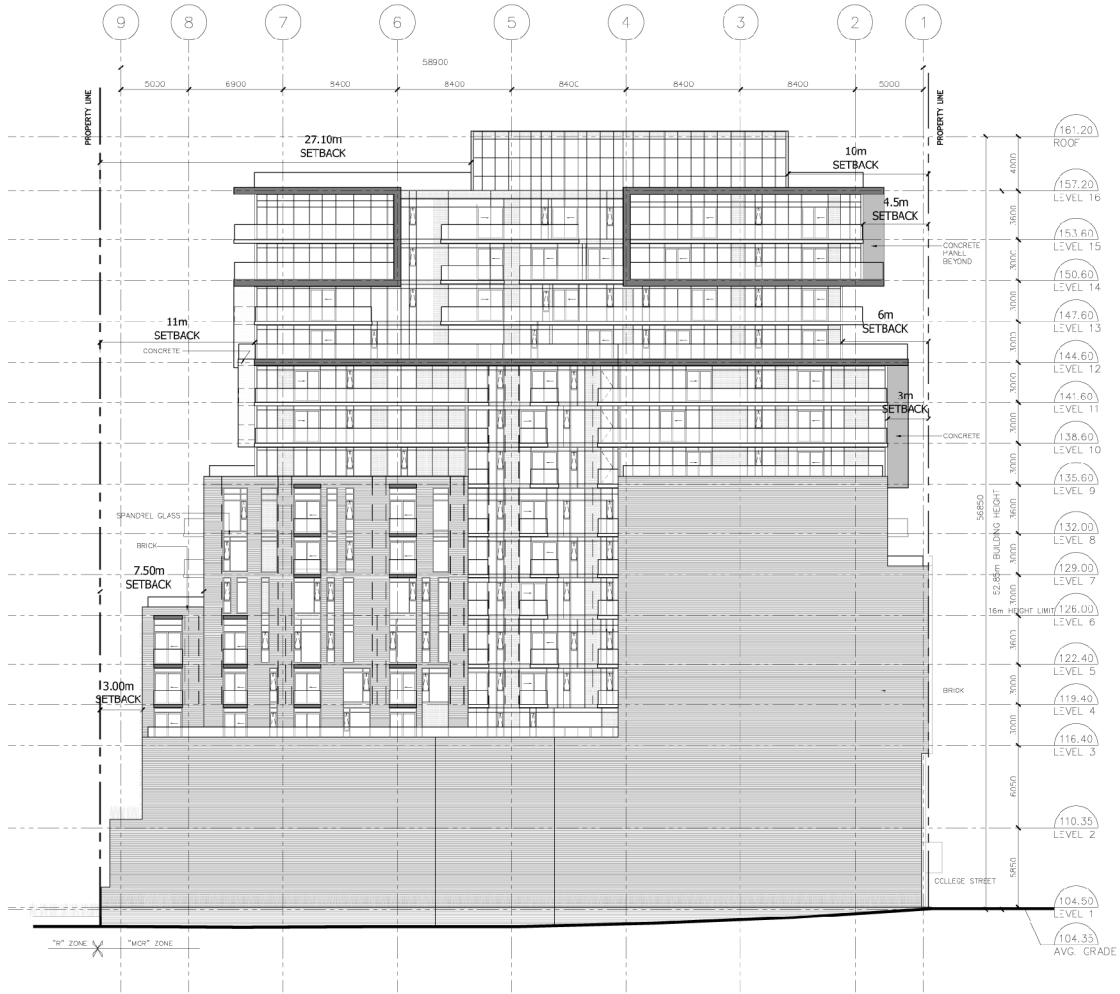 9 8 7 6 5 4 3 2 1
58900
5000 6900 8400 8400 8400 8400 8400 5000
PROPERTY LINE
PROPERTY LINE
27.10m
SETBACK
10m
SETBACK
4.5m
SETBACK
CONCRETE
PANEL
BEYOND
11m
SETBACK
CONCRETE
6m
SETBACK
3m
SETBACK
CONCRETE
SPANDREL GLASS
BRICK
7.50m
SETBACK
3.00m
SETBACK
BRICK
16m HEIGHT LIMIT
56850
52.85m BUILDING HEIGHT
COLLEGE STREET
"R" ZONE "MCR" ZONE
4000
3600
3000
3000
3000
3000
3000
3000
3600
3000
3000
3600
3000
3000
6050
5850
161.20
ROOF
157.20
LEVEL 16
153.60
LEVEL 15
150.60
LEVEL 14
147.60
LEVEL 13
144.60
LEVEL 12
141.60
LEVEL 11
138.60
LEVEL 10
135.60
LEVEL 9
132.00
LEVEL 8
129.00
LEVEL 7
126.00
LEVEL 6
122.40
LEVEL 5
119.40
LEVEL 4
116.40
LEVEL 3
110.35
LEVEL 2
104.50
LEVEL 1
104.35
AVG. GRADE